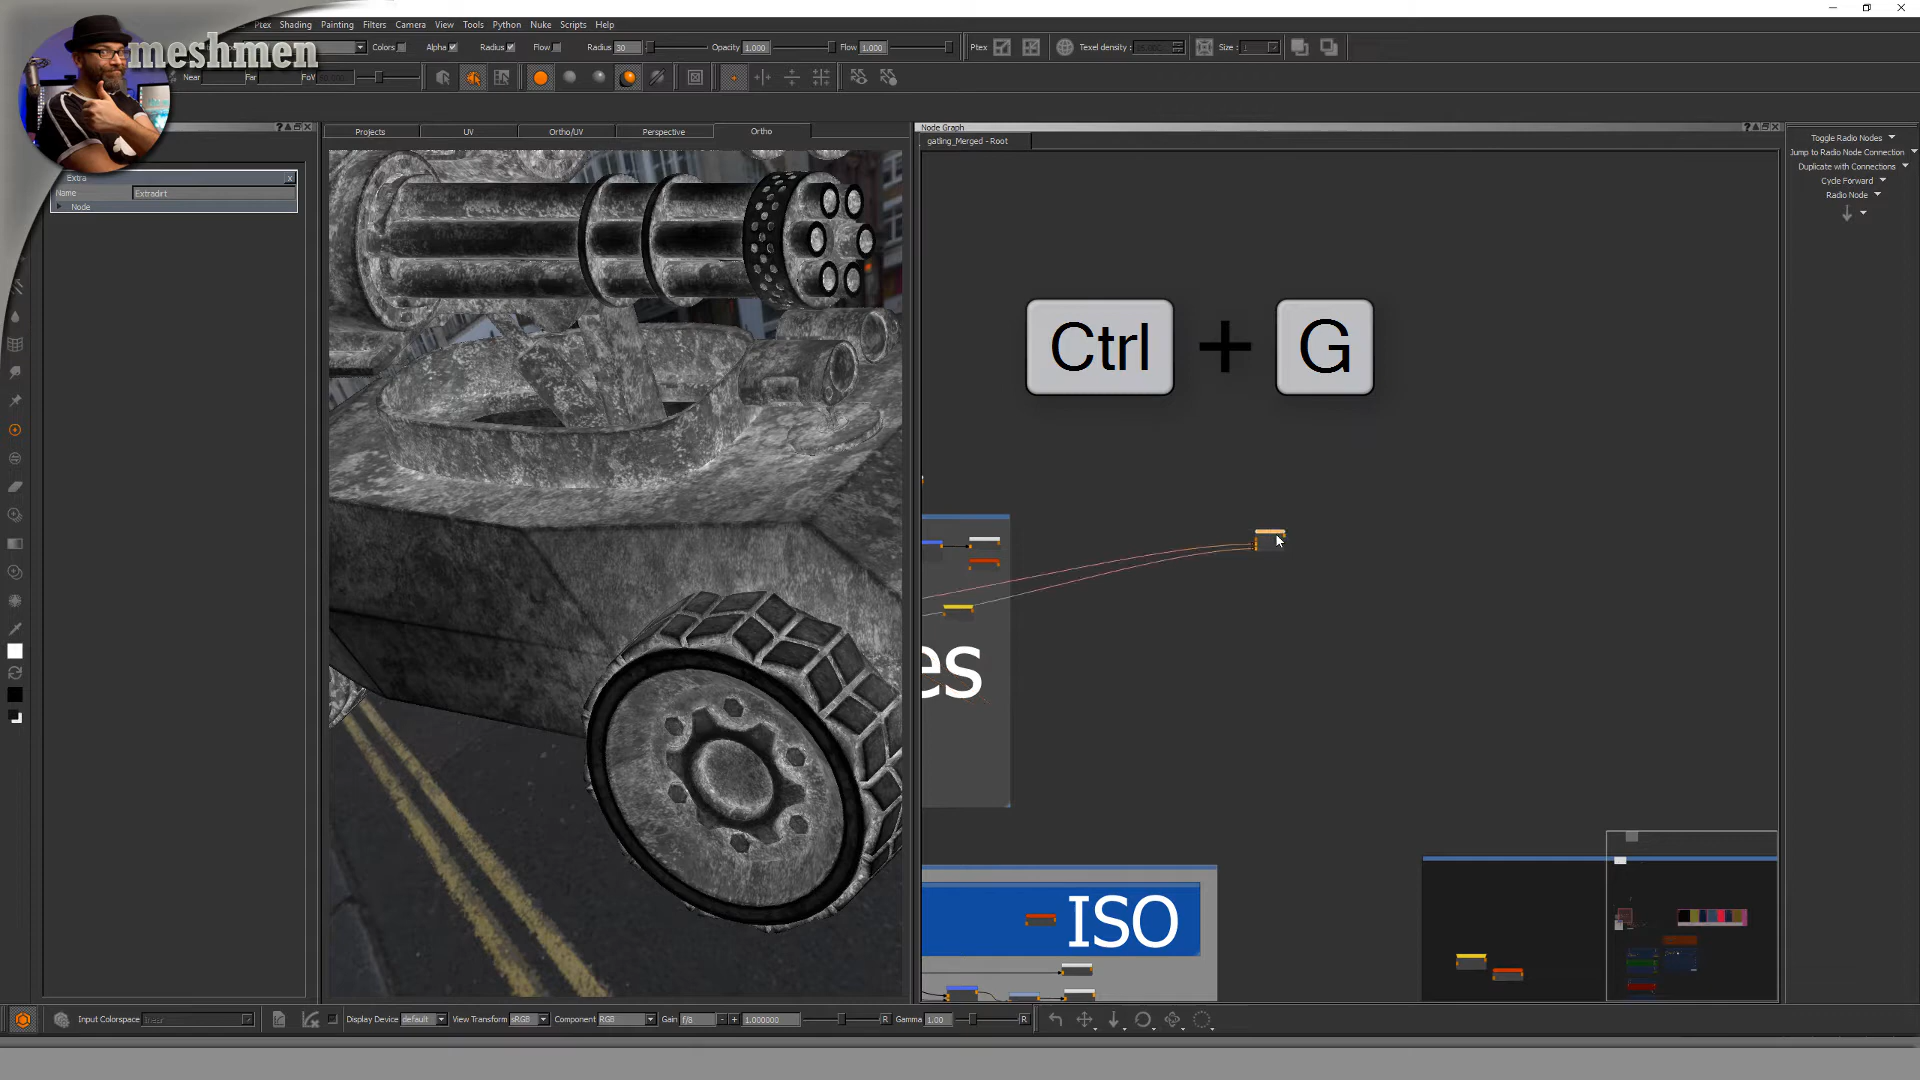 Ptex Shading Painting Filters Camera View Tools Python Nuke Scripts Help
meshmen
Colors Alpha Radius Flow Radius 30 Opacity 1.000 Flow 1.000 Ptex Texel density: Size: 1
Near Far FoV
Projects UV Ortho/UV Perspective Ortho
Node Graph
gatling_Merged - Root
Toggle Radio Nodes
Jump to Radio Node Connection
Duplicate with Connections
Cycle Forward
Radio Node
Extra x
Name Extradirt
Node
Ctrl + G
es
ISO
Input Colorspace linear Display Device default View Transform sRGB Component RGB Gain f/8 - + 1.000000 R Gamma 1.00 R